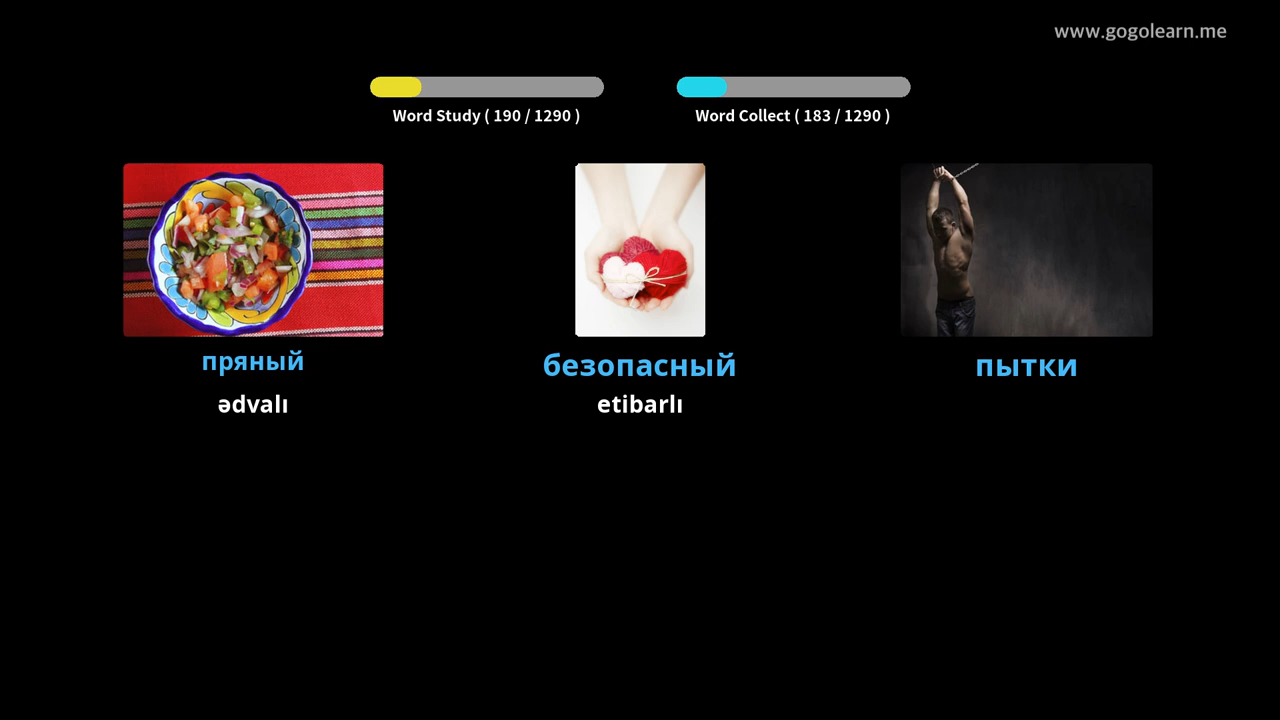 www.gogolearn.me
Word Study ( 190 / 1290 )
Word Collect ( 183 / 1290 )
пряный
безопасный
пытки
ədvalı
etibarlı